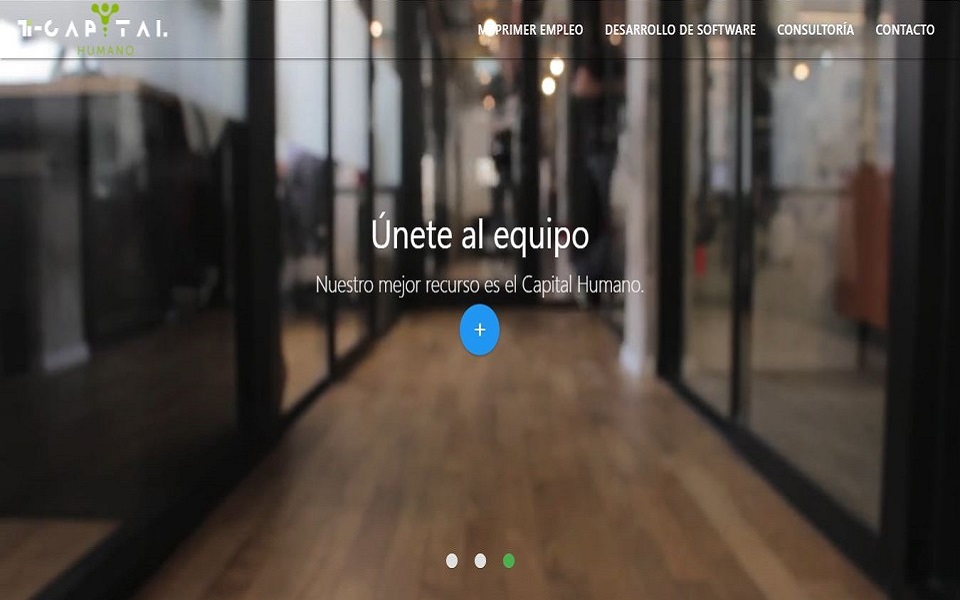 TI-CAPITAL
HUMANO
MI PRIMER EMPLEO DESARROLLO DE SOFTWARE CONSULTORÍA CONTACTO
Únete al equipo
Nuestro mejor recurso es el Capital Humano.
+